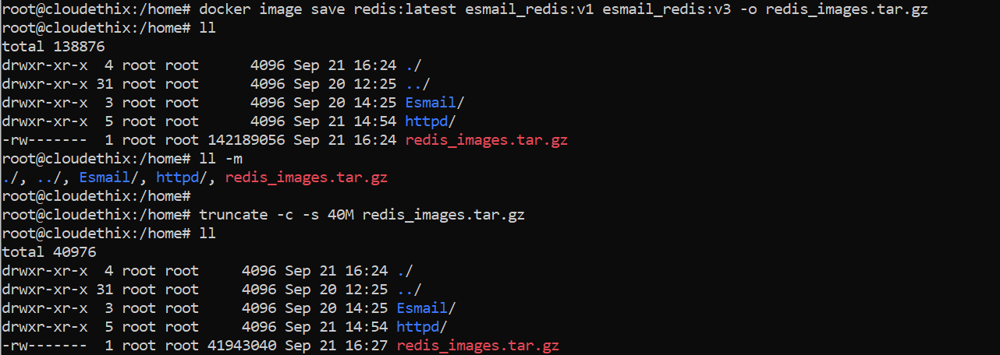 root@cloudethix:/home# docker image save redis:latest esmail_redis:v1 esmail_redis:v3 -o redis_images.tar.gz
root@cloudethix:/home# ll
total 138876
drwxr-xr-x  4 root root      4096 Sep 21 16:24 ./
drwxr-xr-x 31 root root      4096 Sep 20 12:25 ../
drwxr-xr-x  3 root root      4096 Sep 20 14:25 Esmail/
drwxr-xr-x  5 root root      4096 Sep 21 14:54 httpd/
-rw-------  1 root root 142189056 Sep 21 16:24 redis_images.tar.gz
root@cloudethix:/home# ll -m
./, ../, Esmail/, httpd/, redis_images.tar.gz
root@cloudethix:/home#
root@cloudethix:/home# truncate -c -s 40M redis_images.tar.gz
root@cloudethix:/home# ll
total 40976
drwxr-xr-x  4 root root     4096 Sep 21 16:24 ./
drwxr-xr-x 31 root root     4096 Sep 20 12:25 ../
drwxr-xr-x  3 root root     4096 Sep 20 14:25 Esmail/
drwxr-xr-x  5 root root     4096 Sep 21 14:54 httpd/
-rw-------  1 root root 41943040 Sep 21 16:27 redis_images.tar.gz